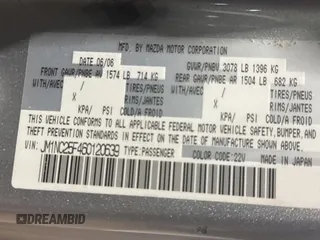 MFD. BY MAZDA MOTOR CORPORATION
DATE 06/06 GVWR/PNBV 3078 LB 1396 KG
FRONT GAWR/PNBE AV 1574 LB 714 KG REAR GAWR/PNBE AR 1504 LB 682 KG
WITH/AVEC / TIRES/PNEUS WITH/AVEC / TIRES/PNEUS
X RIMS/JANTES X RIMS/JANTES
/ KPA/ PSI / KPA/ PSI
COLD/A FROID COLD/A FROID
THIS VEHICLE CONFORMS TO ALL APPLICABLE FEDERAL MOTOR VEHICLE SAFETY, BUMPER, AND
THEFT PREVENTION STANDARDS IN EFFECT ON THE DATE OF MANUFACTURE SHOWN ABOVE.
JM1NC25F460120639 TYPE:PASSENGER COLOR CODE: 22V MADE IN JAPAN
DREAMBID